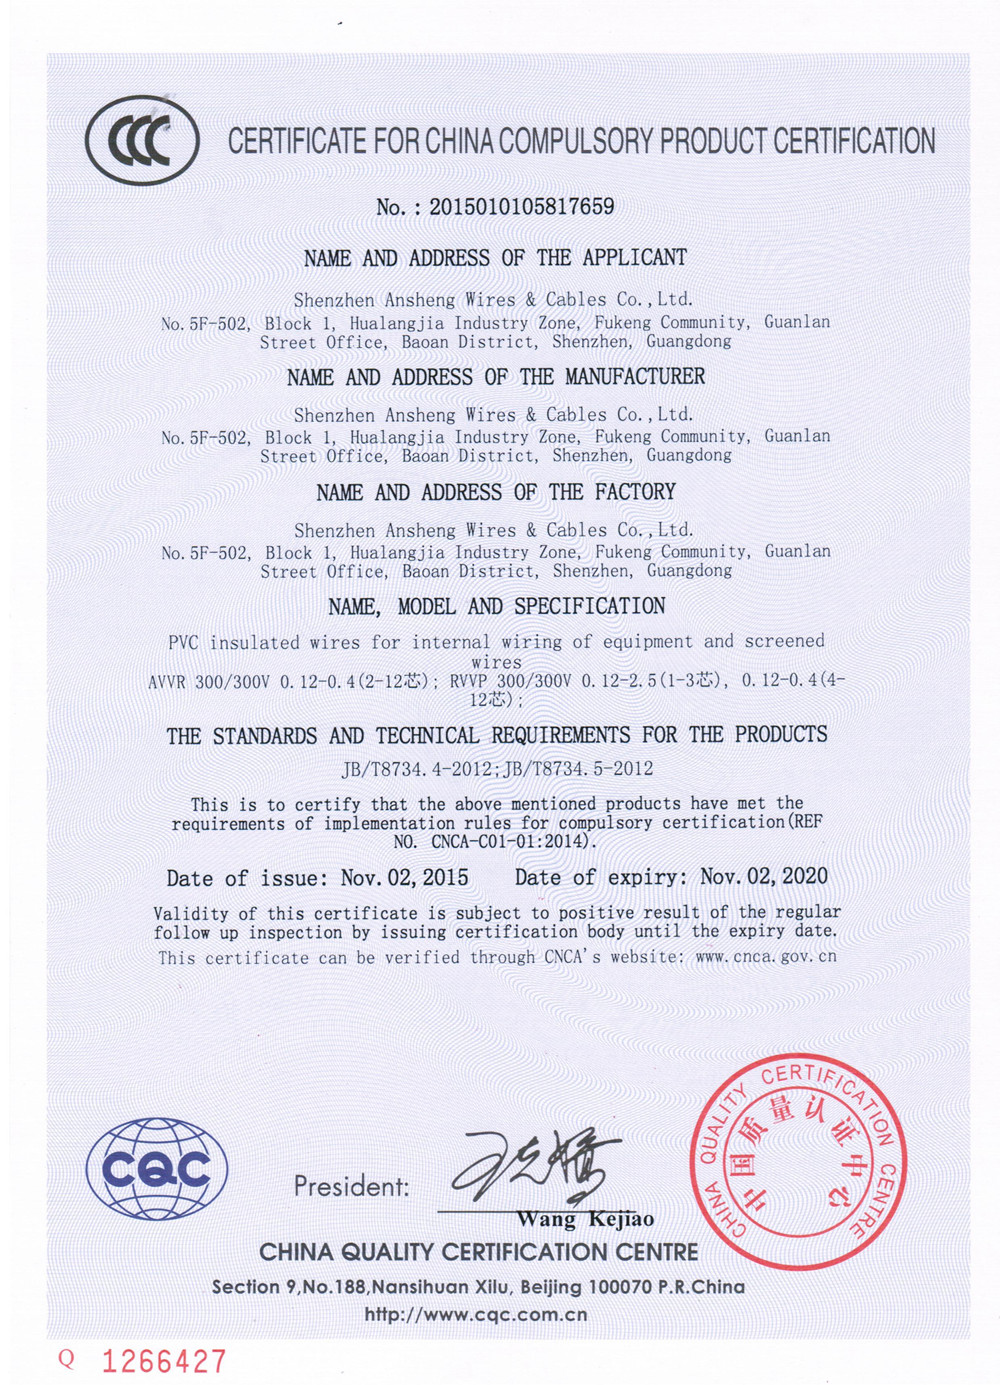 CCC
CERTIFICATE FOR CHINA COMPULSORY PRODUCT CERTIFICATION
No. : 2015010105817659
NAME AND ADDRESS OF THE APPLICANT
Shenzhen Ansheng Wires & Cables Co.,Ltd.
No.5F-502, Block 1, Hualangjia Industry Zone, Fukeng Community, Guanlan
Street Office, Baoan District, Shenzhen, Guangdong
NAME AND ADDRESS OF THE MANUFACTURER
Shenzhen Ansheng Wires & Cables Co.,Ltd.
No.5F-502, Block 1, Hualangjia Industry Zone, Fukeng Community, Guanlan
Street Office, Baoan District, Shenzhen, Guangdong
NAME AND ADDRESS OF THE FACTORY
Shenzhen Ansheng Wires & Cables Co.,Ltd.
No.5F-502, Block 1, Hualangjia Industry Zone, Fukeng Community, Guanlan
Street Office, Baoan District, Shenzhen, Guangdong
NAME, MODEL AND SPECIFICATION
PVC insulated wires for internal wiring of equipment and screened
wires
AVVR 300/300V 0.12-0.4(2-12芯); RVVP 300/300V 0.12-2.5(1-3芯), 0.12-0.4(4-
12芯);
THE STANDARDS AND TECHNICAL REQUIREMENTS FOR THE PRODUCTS
JB/T8734.4-2012;JB/T8734.5-2012
This is to certify that the above mentioned products have met the
requirements of implementation rules for compulsory certification(REF
NO. CNCA-C01-01:2014).
Date of issue: Nov.02,2015 Date of expiry: Nov.02,2020
Validity of this certificate is subject to positive result of the regular
follow up inspection by issuing certification body until the expiry date.
This certificate can be verified through CNCA's website: www.cnca.gov.cn
CHINA QUALITY CERTIFICATION CENTRE
中国质量认证中心
CQC
President:
Wang Kejiao
CHINA QUALITY CERTIFICATION CENTRE
Section 9,No.188,Nansihuan Xilu, Beijing 100070 P.R.China
http://www.cqc.com.cn
Q 1266427